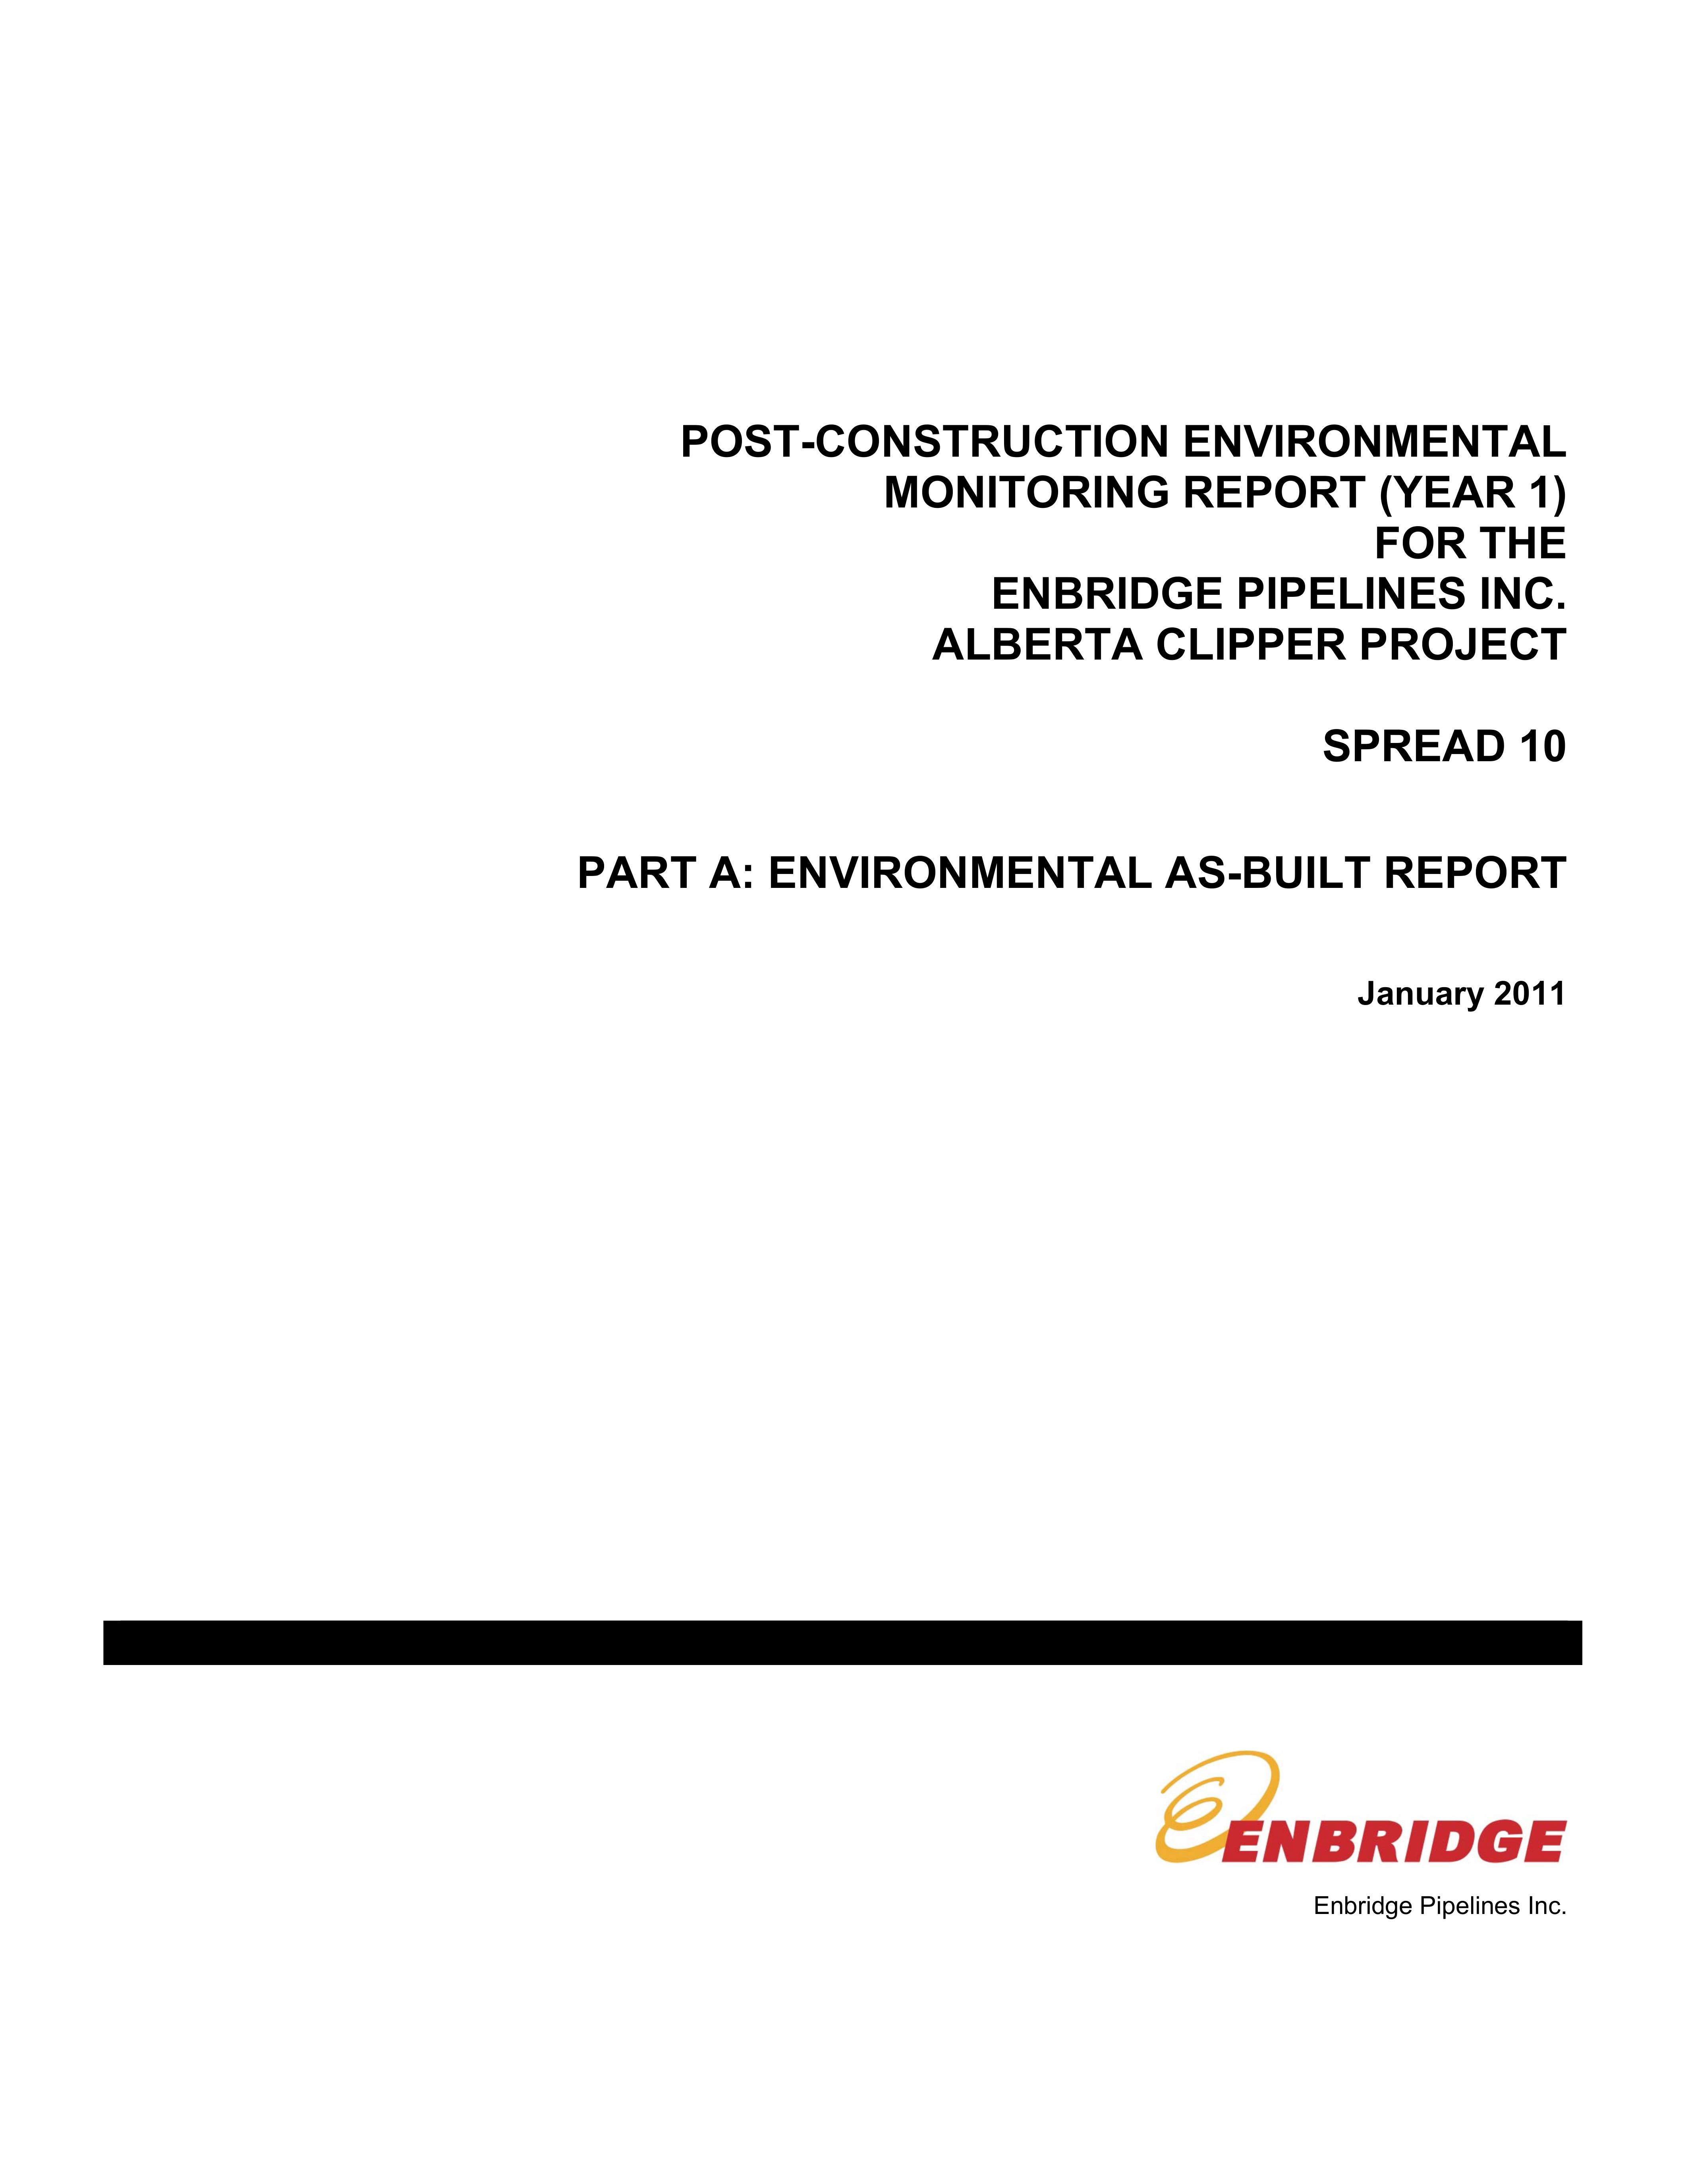 POST-CONSTRUCTION ENVIRONMENTAL
MONITORING REPORT (YEAR 1)
FOR THE
ENBRIDGE PIPELINES INC.
ALBERTA CLIPPER PROJECT
SPREAD 10
PART A: ENVIRONMENTAL AS-BUILT REPORT
January 2011
ENBRIDGE
Enbridge Pipelines Inc.